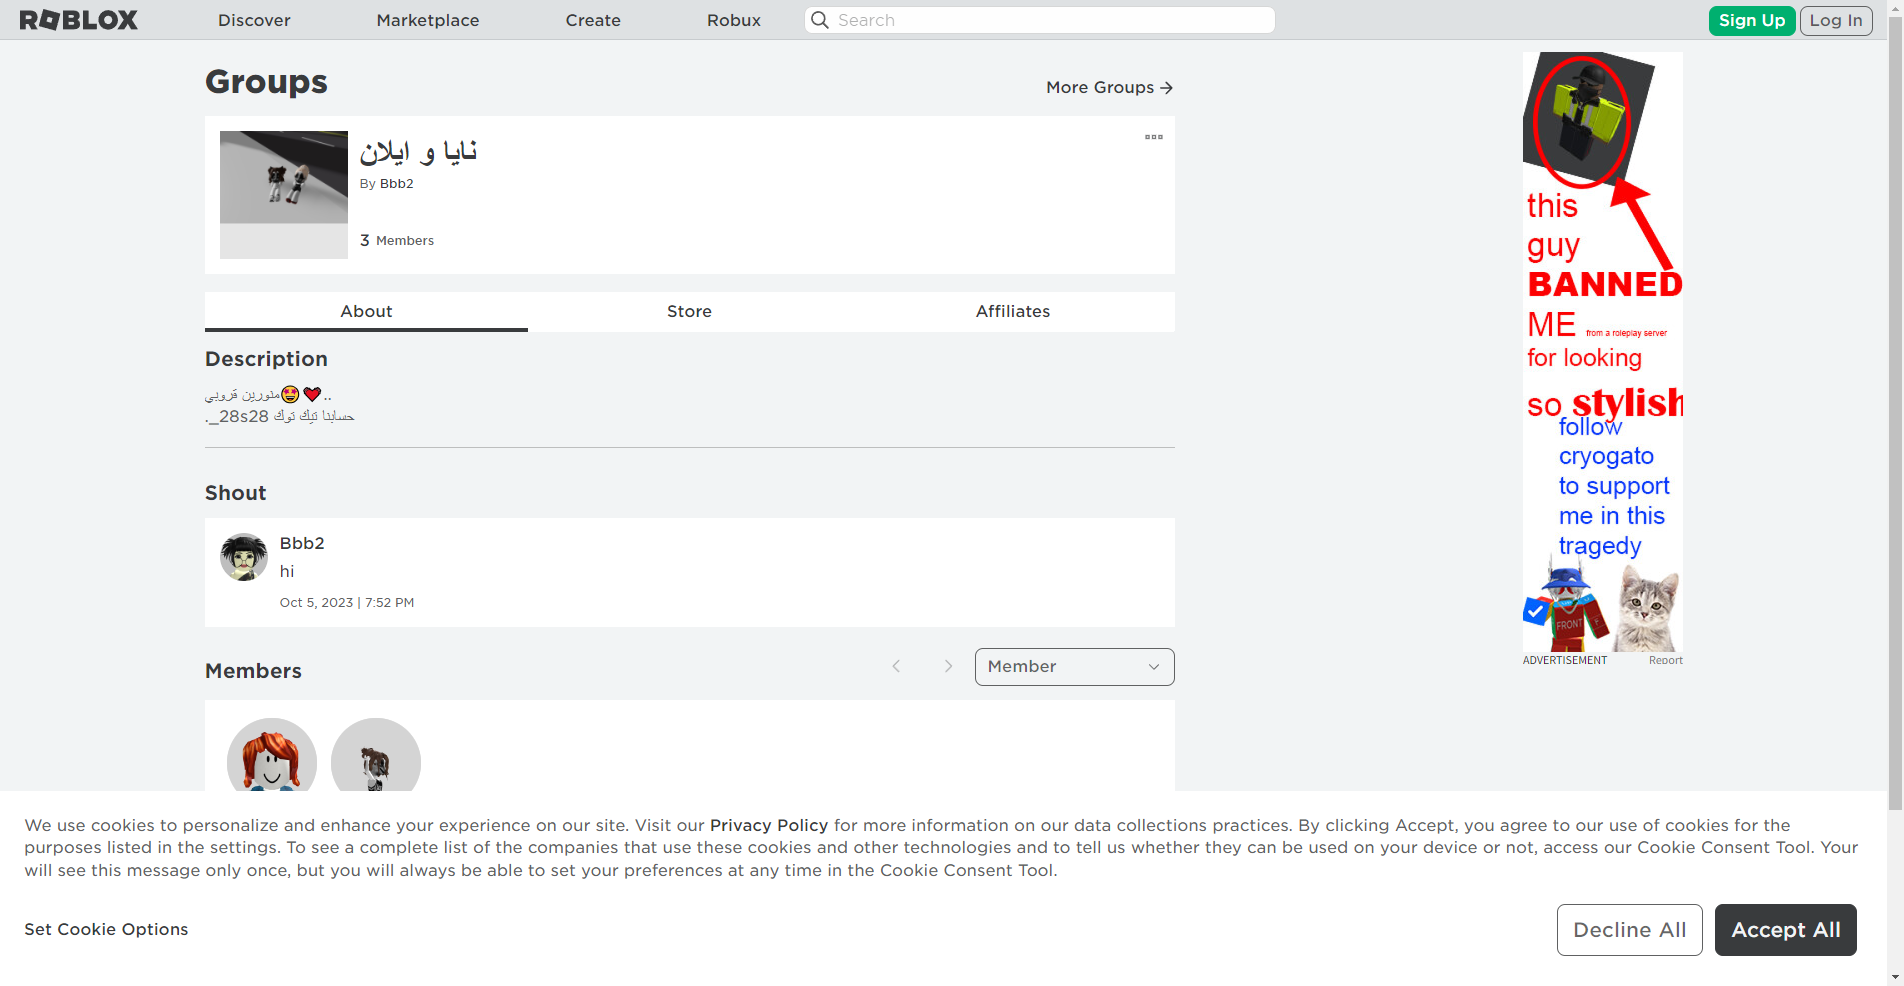 ROBLOX
Discover
Marketplace
Create
Robux
Search
Sign Up
Log In
Groups
More Groups
نايا و ايلان
By Bbb2
3 Members
About
Store
Affiliates
Description
منورين قروبي🤩❤️..
حسابنا تيك توك 28s28_.
Shout
Bbb2
hi
Oct 5, 2023 | 7:52 PM
Members
Member
this
guy
BANNED
ME from a roleplay server
for looking
so stylish
follow
cryogato
to support
me in this
tragedy
FRONT
ADVERTISEMENT
Report
We use cookies to personalize and enhance your experience on our site. Visit our Privacy Policy for more information on our data collections practices. By clicking Accept, you agree to our use of cookies for the
purposes listed in the settings. To see a complete list of the companies that use these cookies and other technologies and to tell us whether they can be used on your device or not, access our Cookie Consent Tool. Your
will see this message only once, but you will always be able to set your preferences at any time in the Cookie Consent Tool.
Set Cookie Options
Decline All
Accept All